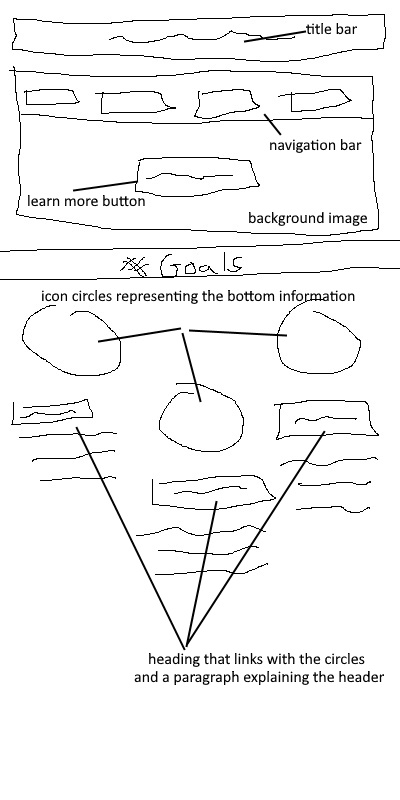 title bar
navigation bar
learn more button
background image
Goals
icon circles representing the bottom information
heading that links with the circles
and a paragraph explaining the header